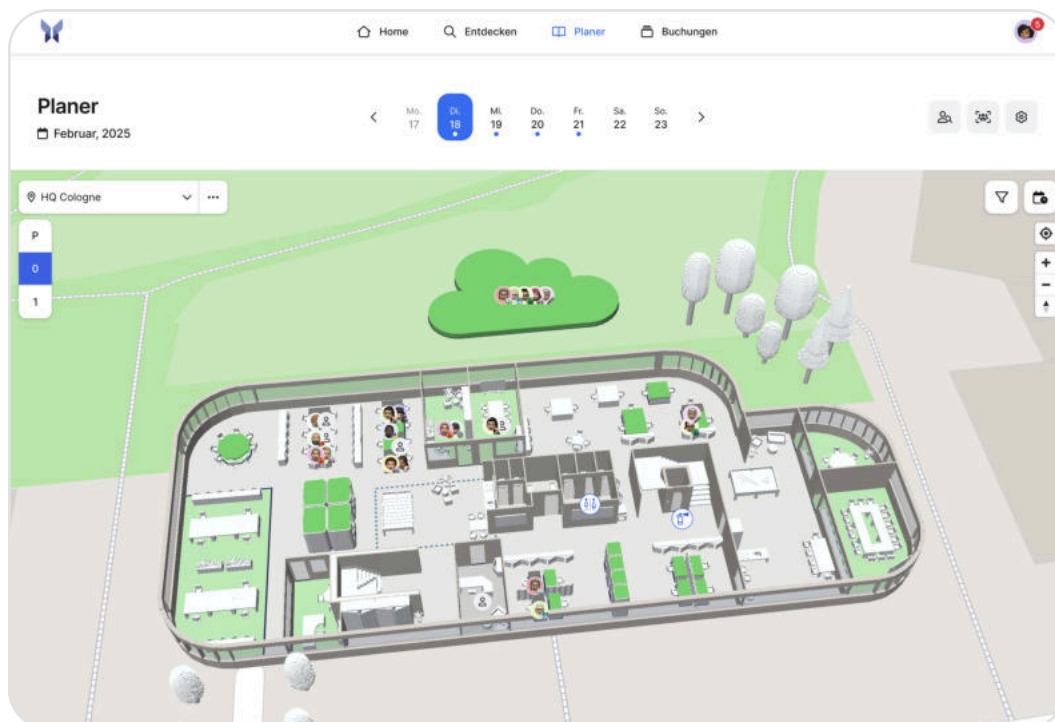 Home
Entdecken
Planer
Buchungen
5
Planer
Februar, 2025
Mo. 17
Di. 18
Mi. 19
Do. 20
Fr. 21
Sa. 22
So. 23
HQ Cologne
P
0
1